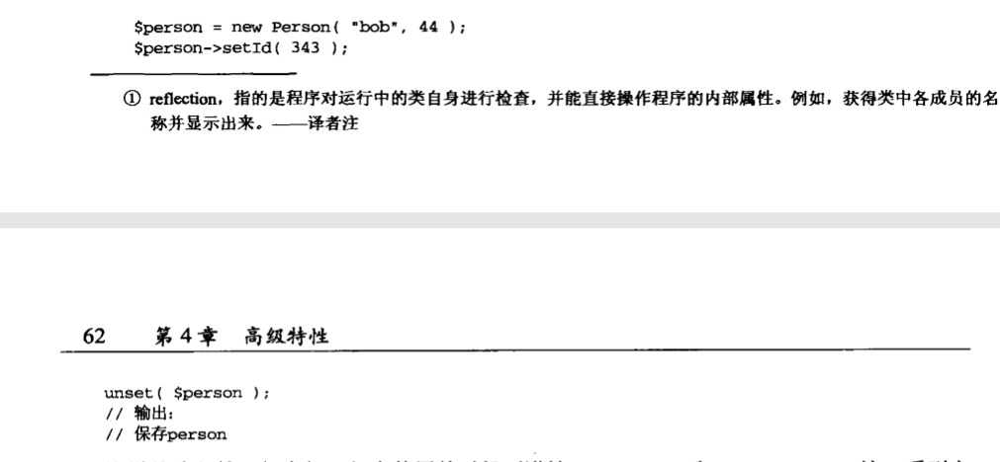 $person = new Person( "bob", 44 );
$person->setId( 343 );
① reflection，指的是程序对运行中的类自身进行检查，并能直接操作程序的内部属性。例如，获得类中各成员的名
称并显示出来。——译者注
62 第 4 章 高级特性
unset( $person );
// 输出：
// 保存person